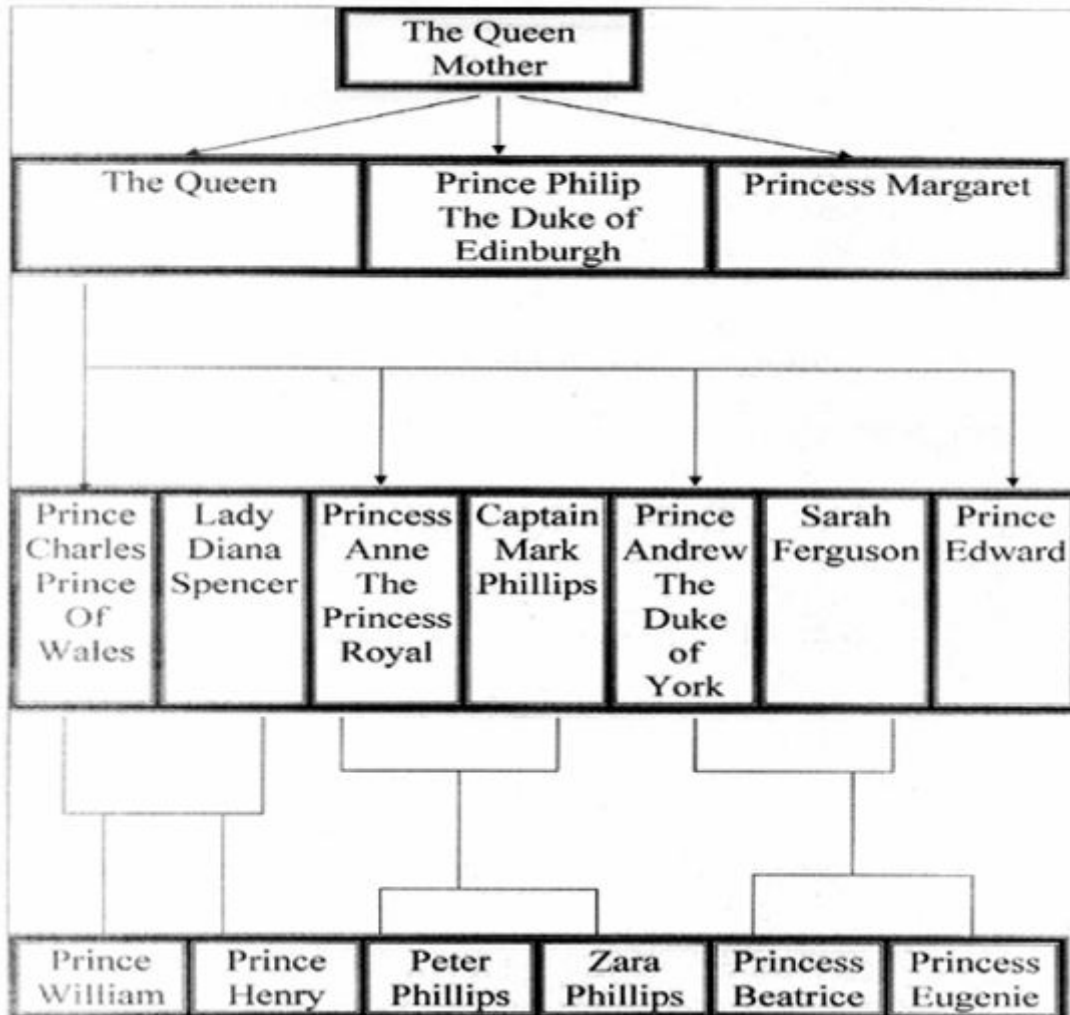 The Queen
Mother
The Queen
Prince Philip
The Duke of
Edinburgh
Princess Margaret
Prince
Charles
Prince
Of
Wales
Lady
Diana
Spencer
Princess
Anne
The
Princess
Royal
Captain
Mark
Phillips
Prince
Andrew
The
Duke
of
York
Sarah
Ferguson
Prince
Edward
Prince
William
Prince
Henry
Peter
Phillips
Zara
Phillips
Princess
Beatrice
Princess
Eugenie